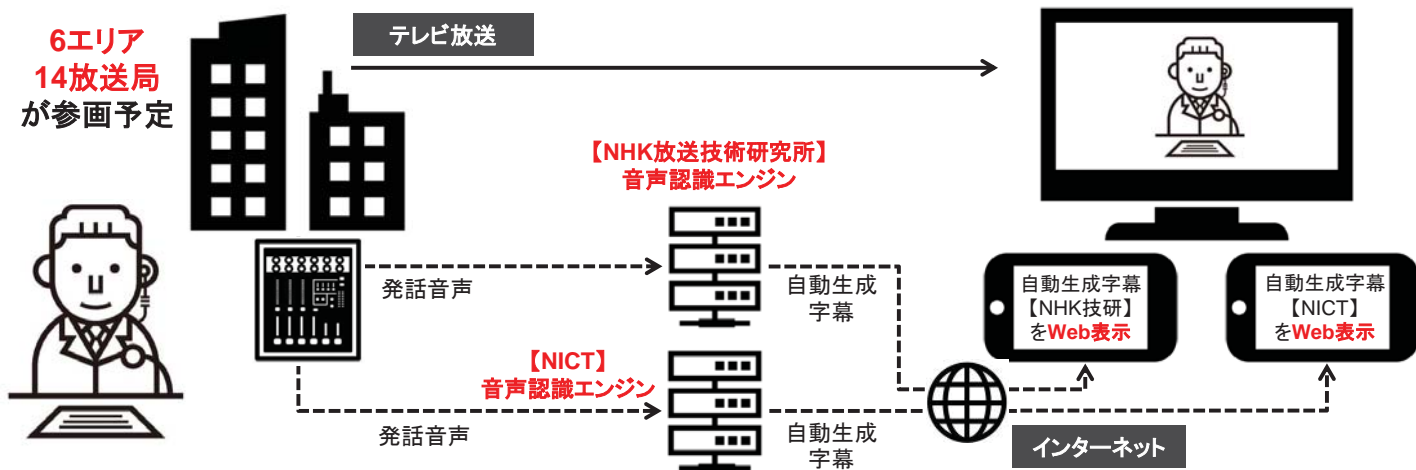 6エリア
14放送局
が参画予定
テレビ放送
【NHK放送技術研究所】
音声認識エンジン
発話音声
自動生成
字幕
自動生成字幕
【NHK技研】
をWeb表示
自動生成字幕
【NICT】
をWeb表示
【NICT】
音声認識エンジン
発話音声
自動生成
字幕
インターネット